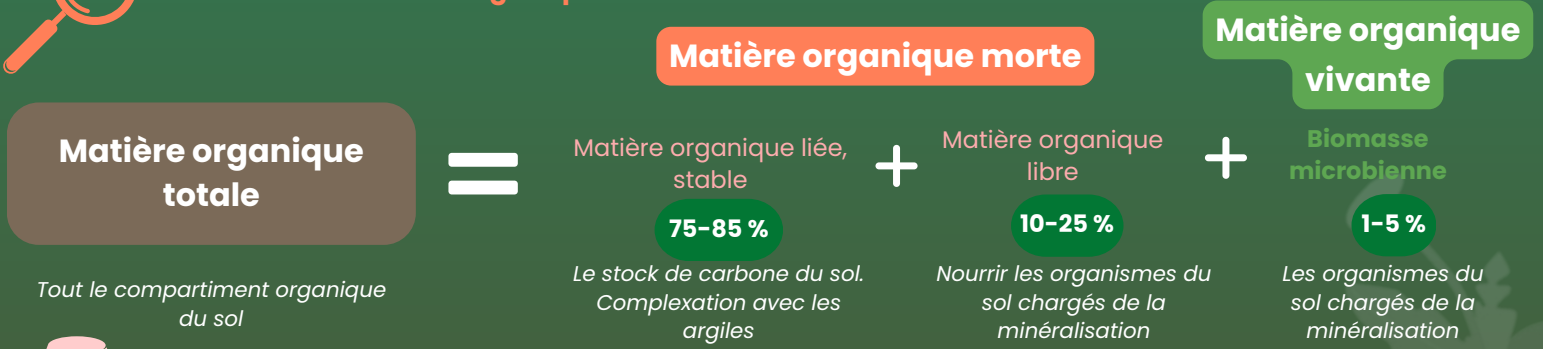 Matière organique
totale
Tout le compartiment organique
du sol
=
Matière organique morte
Matière organique liée,
stable
75-85 %
Le stock de carbone du sol.
Complexation avec les
argiles
+
Matière organique
libre
10-25 %
Nourrir les organismes du
sol chargés de la
minéralisation
+
Matière organique
vivante
Biomasse
microbienne
1-5 %
Les organismes du
sol chargés de la
minéralisation